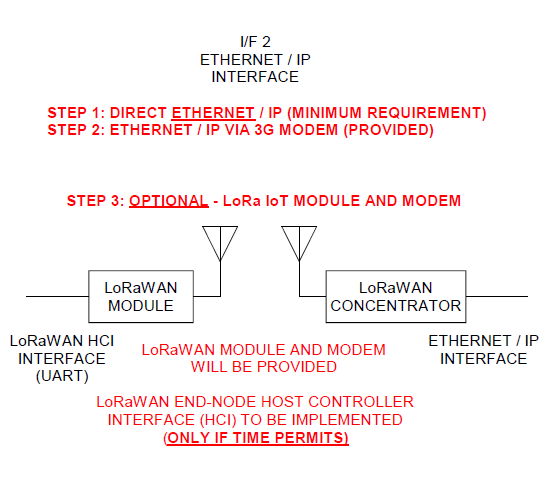 I/F 2
ETHERNET / IP
INTERFACE
STEP 1: DIRECT ETHERNET / IP (MINIMUM REQUIREMENT)
STEP 2: ETHERNET / IP VIA 3G MODEM (PROVIDED)
STEP 3: OPTIONAL - LoRa IoT MODULE AND MODEM
LoRaWAN
MODULE
LoRaWAN
CONCENTRATOR
LoRaWAN HCI
INTERFACE
(UART)
LoRaWAN MODULE AND MODEM
WILL BE PROVIDED
ETHERNET / IP
INTERFACE
LoRaWAN END-NODE HOST CONTROLLER
INTERFACE (HCI) TO BE IMPLEMENTED
(ONLY IF TIME PERMITS)